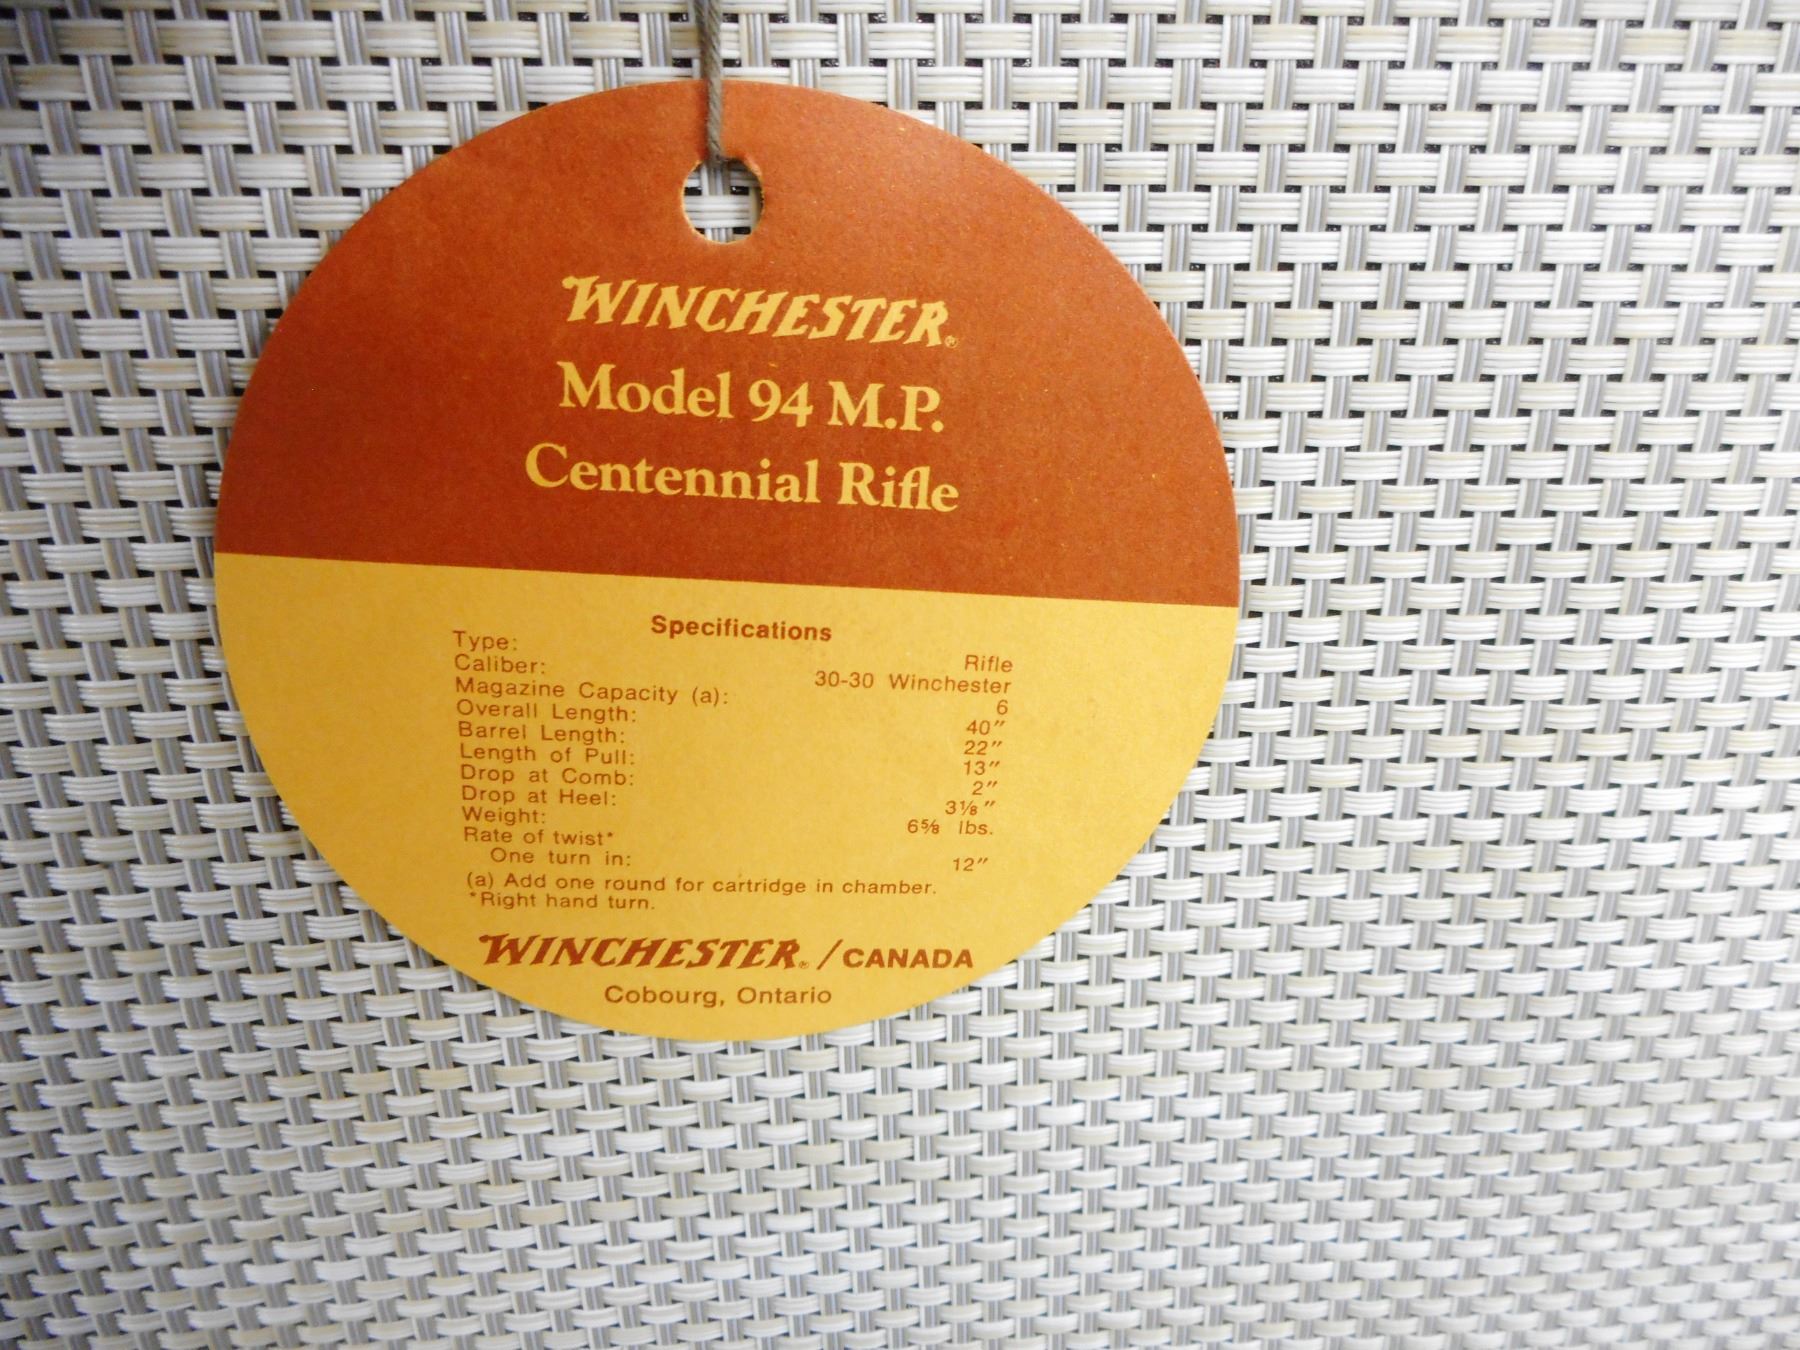 WINCHESTER®
Model 94 M.P.
Centennial Rifle
Specifications
Type: Rifle
Caliber: 30-30 Winchester
Magazine Capacity (a): 6
Overall Length: 40"
Barrel Length: 22"
Length of Pull: 13"
Drop at Comb: 2"
Drop at Heel: 3⅛"
Weight: 6⅝ lbs.
Rate of twist*
One turn in: 12"
(a) Add one round for cartridge in chamber.
*Right hand turn.
WINCHESTER® / CANADA
Cobourg, Ontario